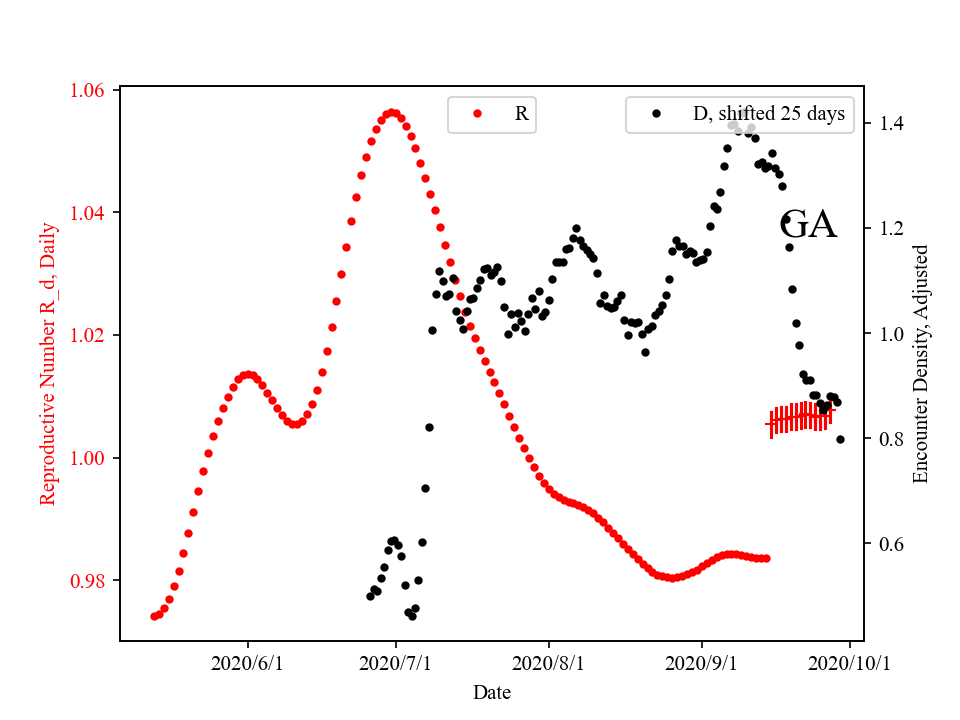 R
D, shifted 25 days
GA
1.06
1.04
1.02
1.00
0.98
Reproductive Number R_d, Daily
1.4
1.2
1.0
0.8
0.6
Encounter Density, Adjusted
2020/6/1
2020/7/1
2020/8/1
2020/9/1
2020/10/1
Date